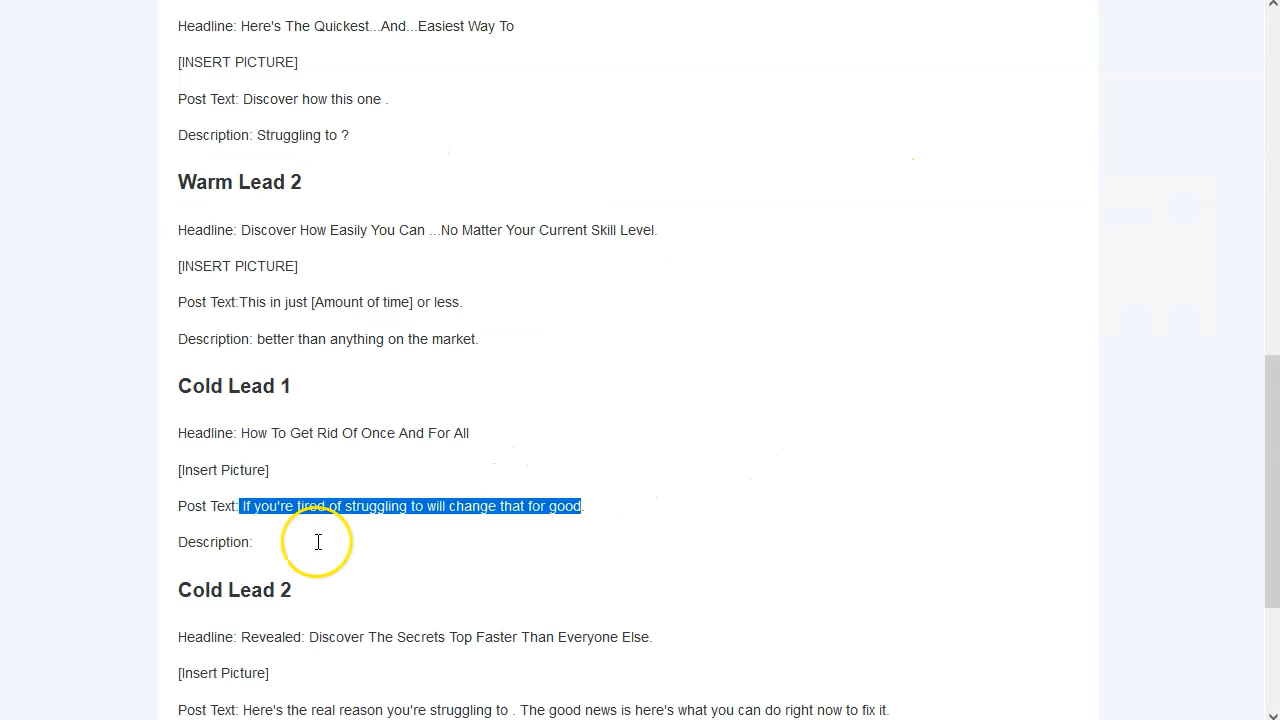 Headline: Here's The Quickest...And...Easiest Way To
[INSERT PICTURE]
Post Text: Discover how this one .
Description: Struggling to ?
Warm Lead 2
Headline: Discover How Easily You Can ...No Matter Your Current Skill Level.
[INSERT PICTURE]
Post Text:This in just [Amount of time] or less.
Description: better than anything on the market.
Cold Lead 1
Headline: How To Get Rid Of Once And For All
[Insert Picture]
Post Text: If you're tired of struggling to will change that for good.
Description:
Cold Lead 2
Headline: Revealed: Discover The Secrets Top Faster Than Everyone Else.
[Insert Picture]
Post Text: Here's the real reason you're struggling to . The good news is here's what you can do right now to fix it.